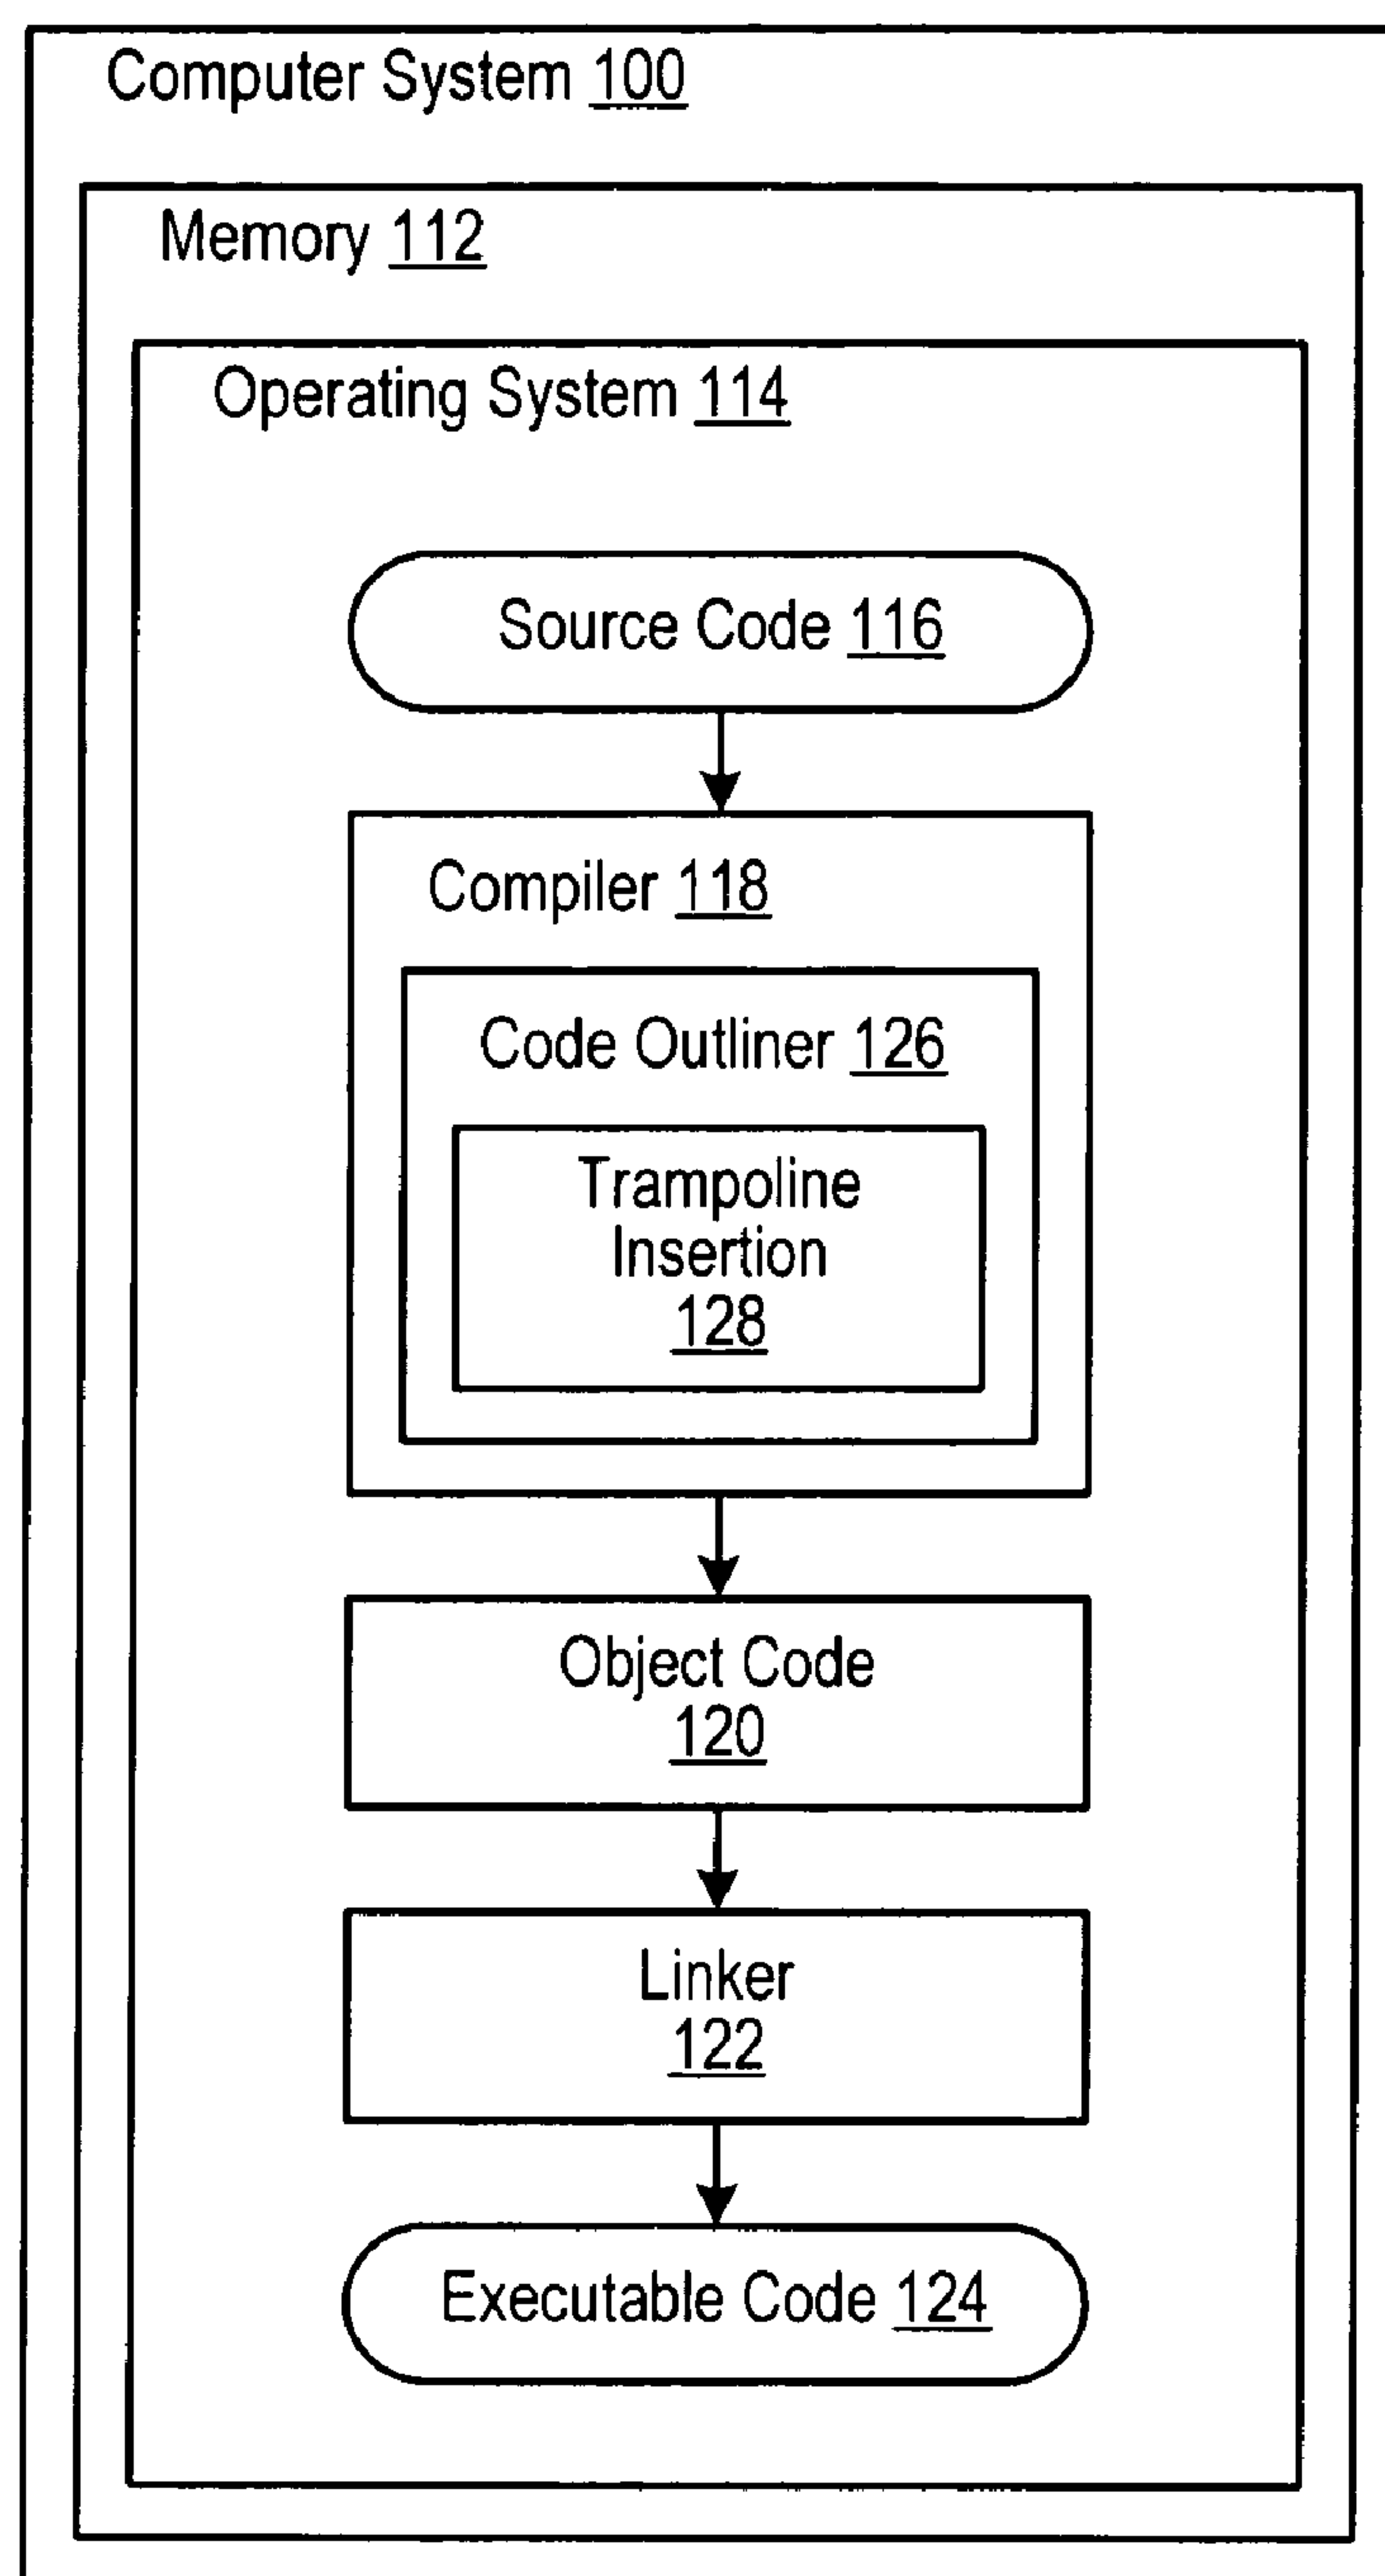 Computer System 100
Memory 112
Operating System 114
Source Code 116
Compiler 118
Code Outliner 126
Trampoline
Insertion
128
Object Code
120
Linker
122
Executable Code 124